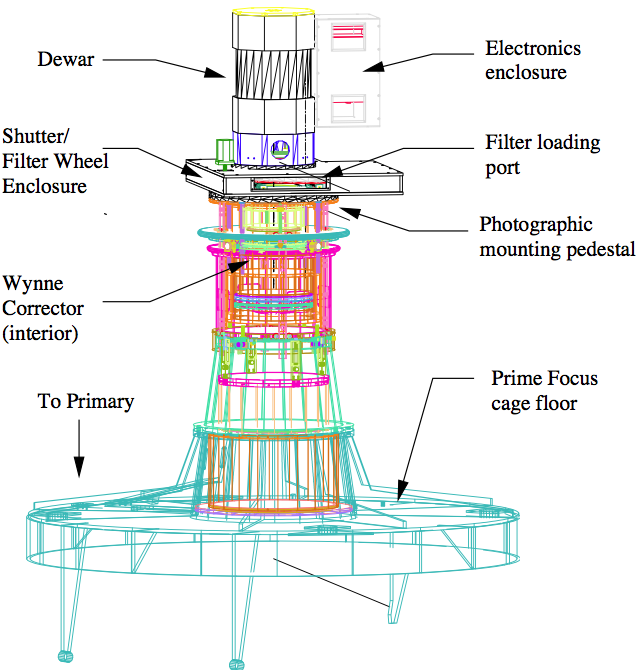 Dewar
Electronics
enclosure
Shutter/
Filter Wheel
Enclosure
Filter loading
port
Photographic
mounting pedestal
Wynne
Corrector
(interior)
To Primary
Prime Focus
cage floor